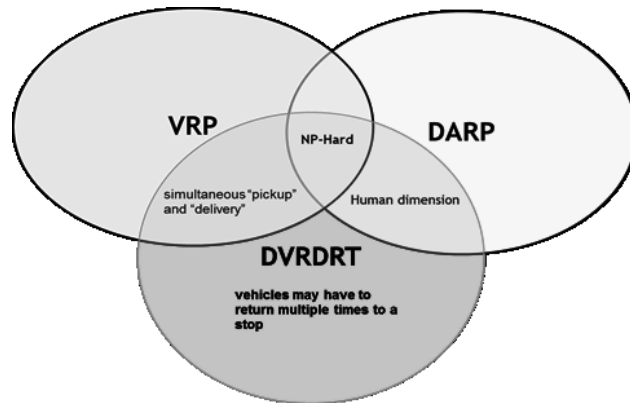 VRP
DARP
NP-Hard
simultaneous "pickup"
and "delivery"
Human dimension
DVRDRT
vehicles may have to
return multiple times to a
stop